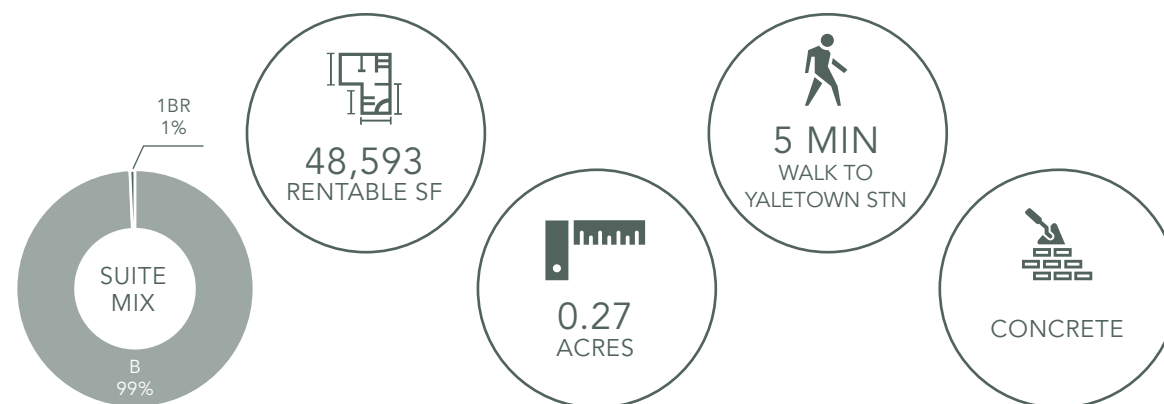 1BR
1%
SUITE
MIX
B
99%
48,593
RENTABLE SF
0.27
ACRES
5 MIN
WALK TO
YALETOWN STN
CONCRETE